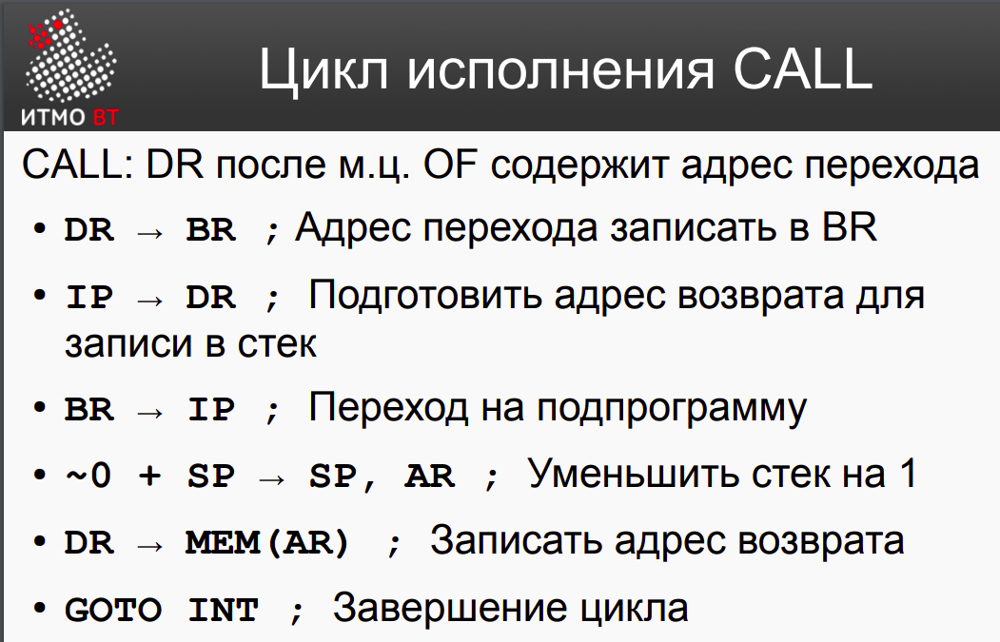 ИТМО ВТ
Цикл исполнения CALL
CALL: DR после м.ц. OF содержит адрес перехода
• DR → BR ; Адрес перехода записать в BR
• IP → DR ; Подготовить адрес возврата для
записи в стек
• BR → IP ; Переход на подпрограмму
• ~0 + SP → SP, AR ; Уменьшить стек на 1
• DR → MEM(AR) ; Записать адрес возврата
• GOTO INT ; Завершение цикла